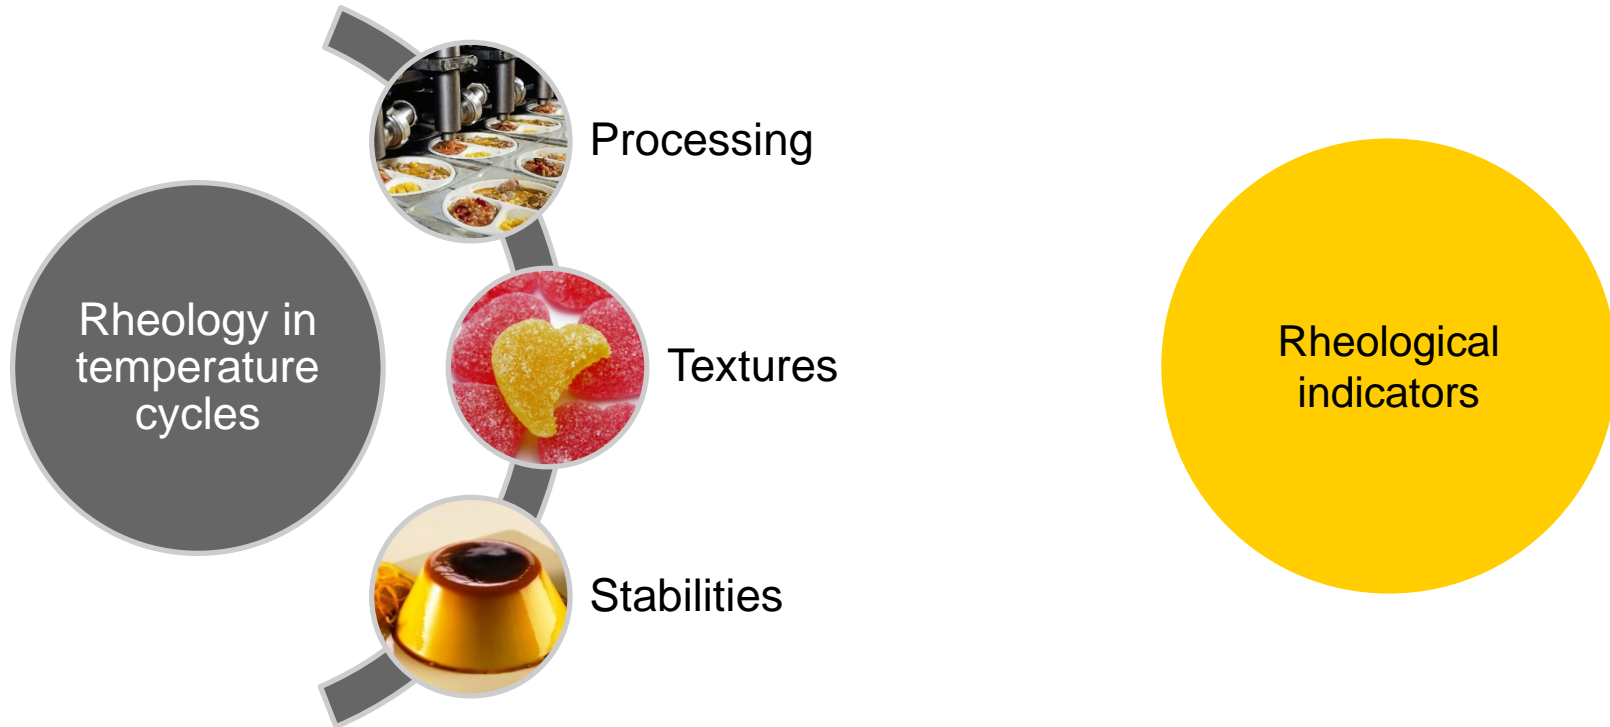 Rheology in
temperature
cycles
Processing
Textures
Stabilities
Rheological
indicators